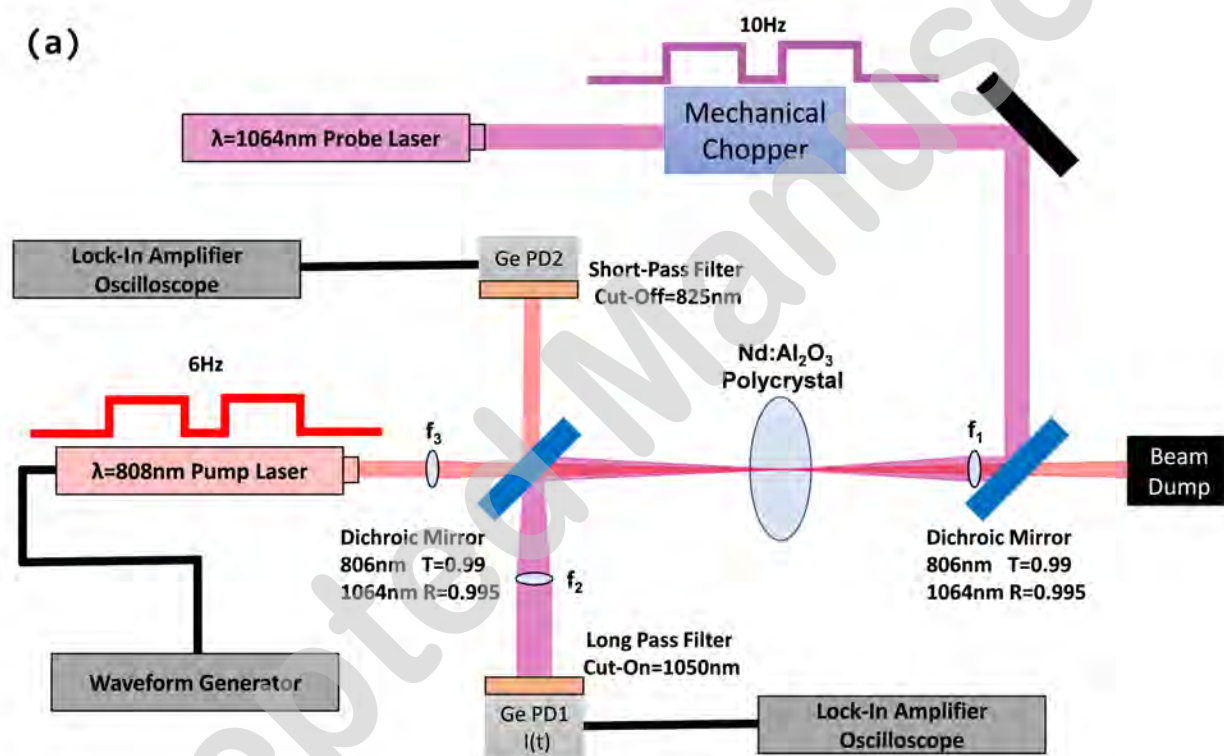 (a)
10Hz
λ=1064nm Probe Laser
Mechanical
Chopper
Lock-In Amplifier
Oscilloscope
Ge PD2
Short-Pass Filter
Cut-Off=825nm
6Hz
Nd:Al₂O₃
Polycrystal
f₃
f₁
λ=808nm Pump Laser
Beam
Dump
Dichroic Mirror
806nm T=0.99
1064nm R=0.995
f₂
Dichroic Mirror
806nm T=0.99
1064nm R=0.995
Long Pass Filter
Cut-On=1050nm
Waveform Generator
Ge PD1
I(t)
Lock-In Amplifier
Oscilloscope